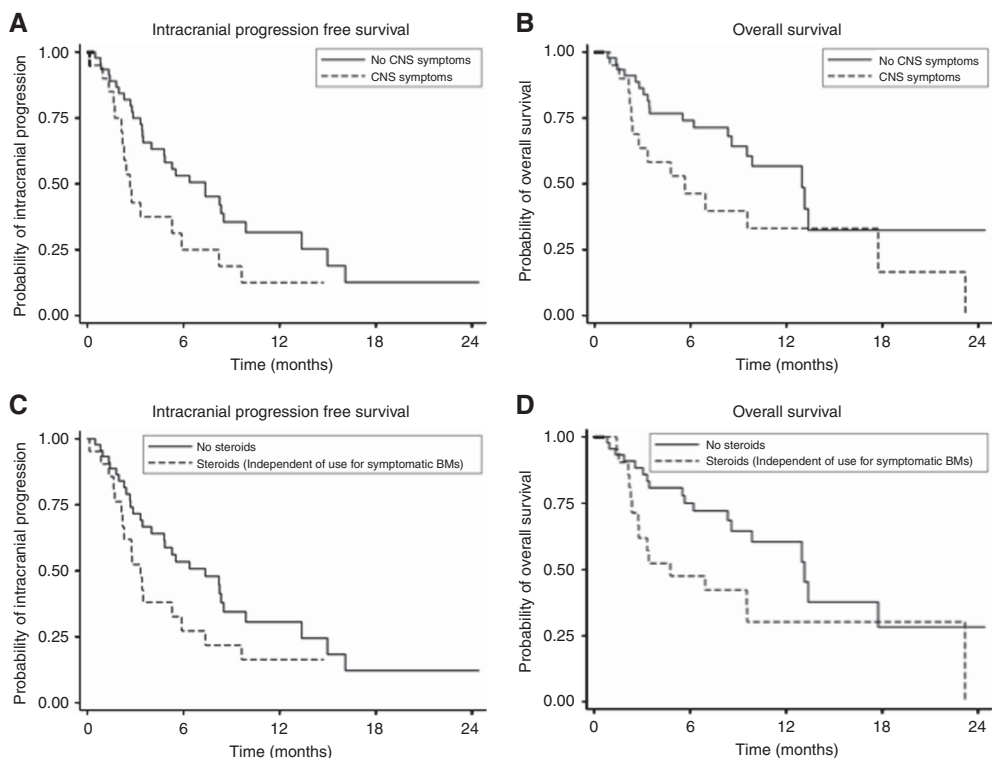 A
Intracranial progression free survival
Probability of intracranial progression
1.00
0.75
0.50
0.25
0.00
No CNS symptoms
CNS symptoms
0 6 12 18 24
Time (months)
B
Overall survival
Probability of overall survival
1.00
0.75
0.50
0.25
0.00
No CNS symptoms
CNS symptoms
0 6 12 18 24
Time (months)
C
Intracranial progression free survival
Probability of intracranial progression
1.00
0.75
0.50
0.25
0.00
No steroids
Steroids (Independent of use for symptomatic BMs)
0 6 12 18 24
Time (months)
D
Overall survival
Probability of overall survival
1.00
0.75
0.50
0.25
0.00
No steroids
Steroids (Independent of use for symptomatic BMs)
0 6 12 18 24
Time (months)